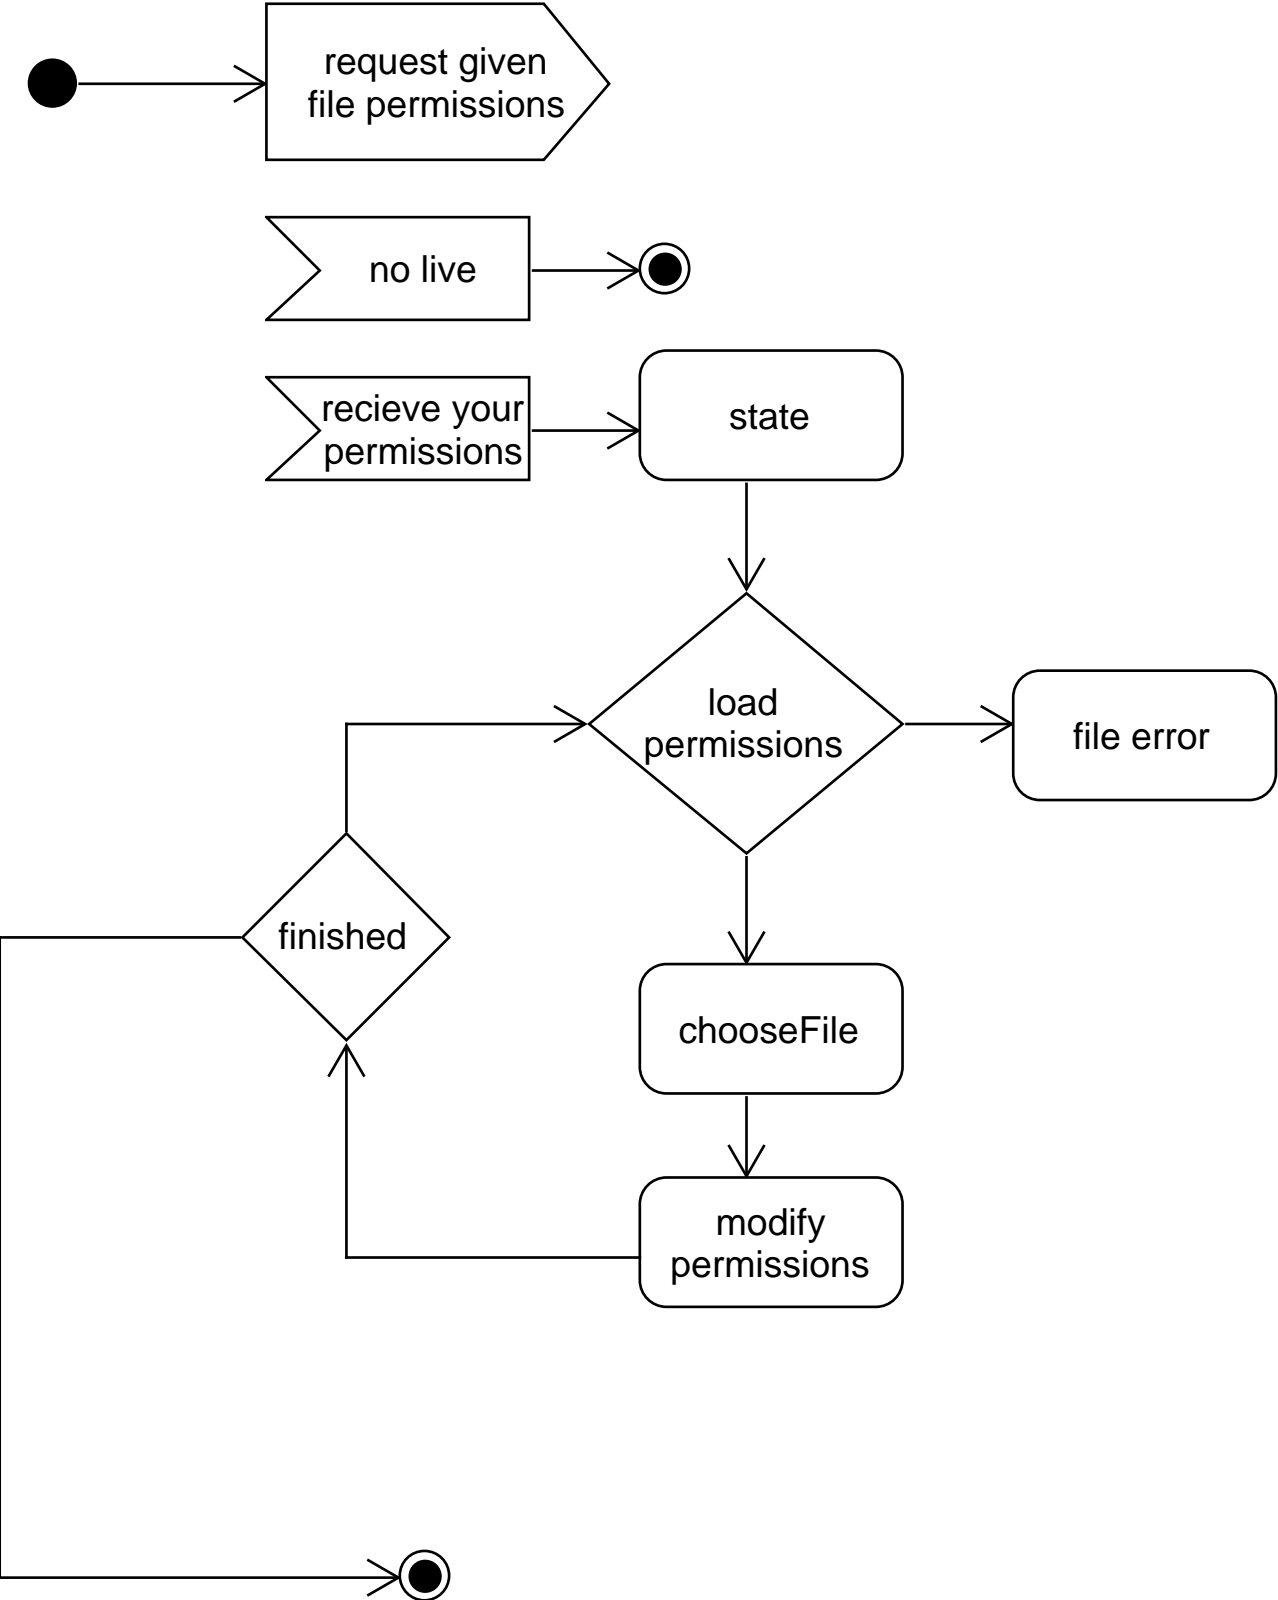 request given
file permissions
no live
recieve your
permissions
state
load
permissions
file error
finished
chooseFile
modify
permissions